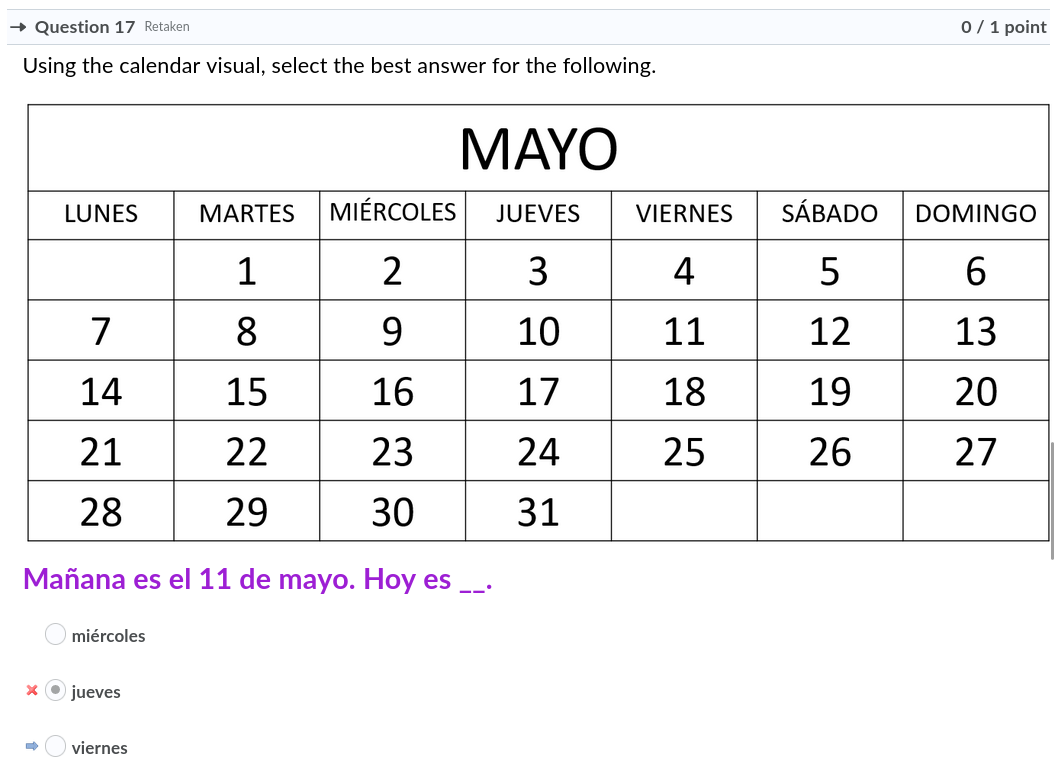 Question 17 Retaken 0 / 1 point
Using the calendar visual, select the best answer for the following.
MAYO
LUNES MARTES MIÉRCOLES JUEVES VIERNES SÁBADO DOMINGO
1 2 3 4 5 6
7 8 9 10 11 12 13
14 15 16 17 18 19 20
21 22 23 24 25 26 27
28 29 30 31
Mañana es el 11 de mayo. Hoy es __.
miércoles
jueves
viernes